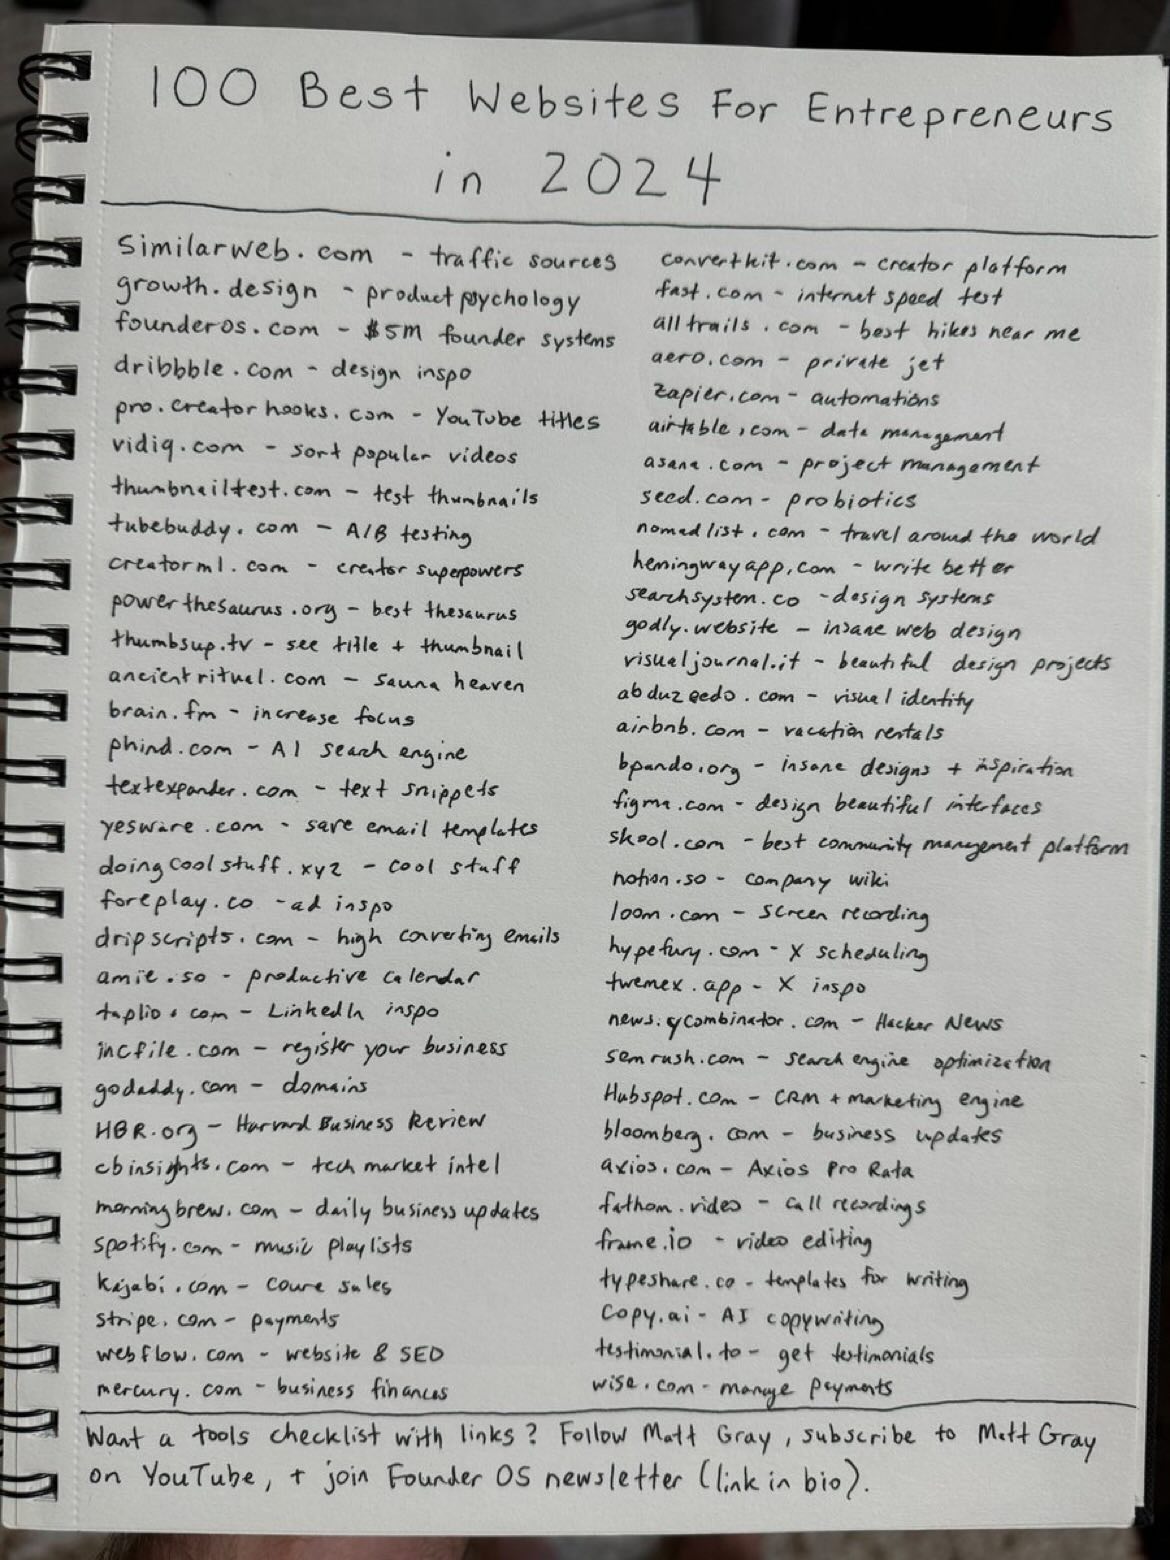 100 Best Websites For Entrepreneurs
in 2024
Similarweb.com - traffic sources
growth.design - product psychology
founderos.com - $5M founder systems
dribbble.com - design inspo
pro.creatorhooks.com - YouTube titles
vidiq.com - sort popular videos
thumbnailtest.com - test thumbnails
tubebuddy.com - A/B testing
creatorml.com - creator superpowers
powerthesaurus.org - best thesaurus
thumbsup.tv - see title + thumbnail
ancientritual.com - sauna heaven
brain.fm - increase focus
phind.com - AI search engine
textexpander.com - text snippets
yesware.com - save email templates
doingcoolstuff.xyz - cool stuff
foreplay.co - ad inspo
dripscripts.com - high converting emails
amie.so - productive calendar
taplio.com - LinkedIn inspo
incfile.com - register your business
godaddy.com - domains
HBR.org - Harvard Business Review
cbinsights.com - tech market intel
morningbrew.com - daily business updates
spotify.com - music playlists
kajabi.com - coure sales
stripe.com - payments
webflow.com - website & SEO
mercury.com - business finances
convertkit.com - creator platform
fast.com - internet speed test
alltrails.com - best hikes near me
aero.com - private jet
zapier.com - automations
airtable.com - data management
asana.com - project management
seed.com - probiotics
nomadlist.com - travel around the world
hemingwayapp.com - write better
searchsystem.co - design systems
godly.website - insane web design
visualjournal.it - beautiful design projects
abduzeedo.com - visual identity
airbnb.com - vacation rentals
bpando.org - insane designs + inspiration
figma.com - design beautiful interfaces
skool.com - best community management platform
notion.so - company wiki
loom.com - screen recording
hypefury.com - X scheduling
twemex.app - X inspo
news.ycombinator.com - Hacker News
semrush.com - search engine optimization
Hubspot.com - CRM + marketing engine
bloomberg.com - business updates
axios.com - Axios Pro Rata
fathom.video - call recordings
frame.io - video editing
typeshare.co - templates for writing
copy.ai - AI copywriting
testimonial.to - get testimonials
wise.com - manage payments
Want a tools checklist with links? Follow Matt Gray, subscribe to Matt Gray
on YouTube, + join Founder OS newsletter (link in bio).